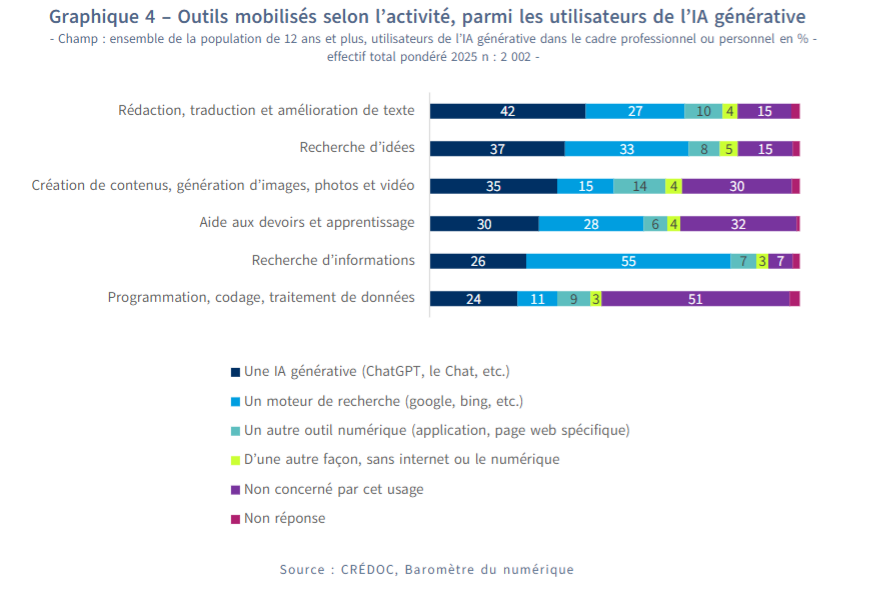 Graphique 4 – Outils mobilisés selon l’activité, parmi les utilisateurs de l’IA générative
- Champ : ensemble de la population de 12 ans et plus, utilisateurs de l’IA générative dans le cadre professionnel ou personnel en % -
effectif total pondéré 2025 n : 2 002 -
Rédaction, traduction et amélioration de texte 42 27 10 4 15
Recherche d’idées 37 33 8 5 15
Création de contenus, génération d’images, photos et vidéo 35 15 14 4 30
Aide aux devoirs et apprentissage 30 28 6 4 32
Recherche d’informations 26 55 7 3 7
Programmation, codage, traitement de données 24 11 9 3 51
Une IA générative (ChatGPT, le Chat, etc.)
Un moteur de recherche (google, bing, etc.)
Un autre outil numérique (application, page web spécifique)
D’une autre façon, sans internet ou le numérique
Non concerné par cet usage
Non réponse
Source : CRÉDOC, Baromètre du numérique